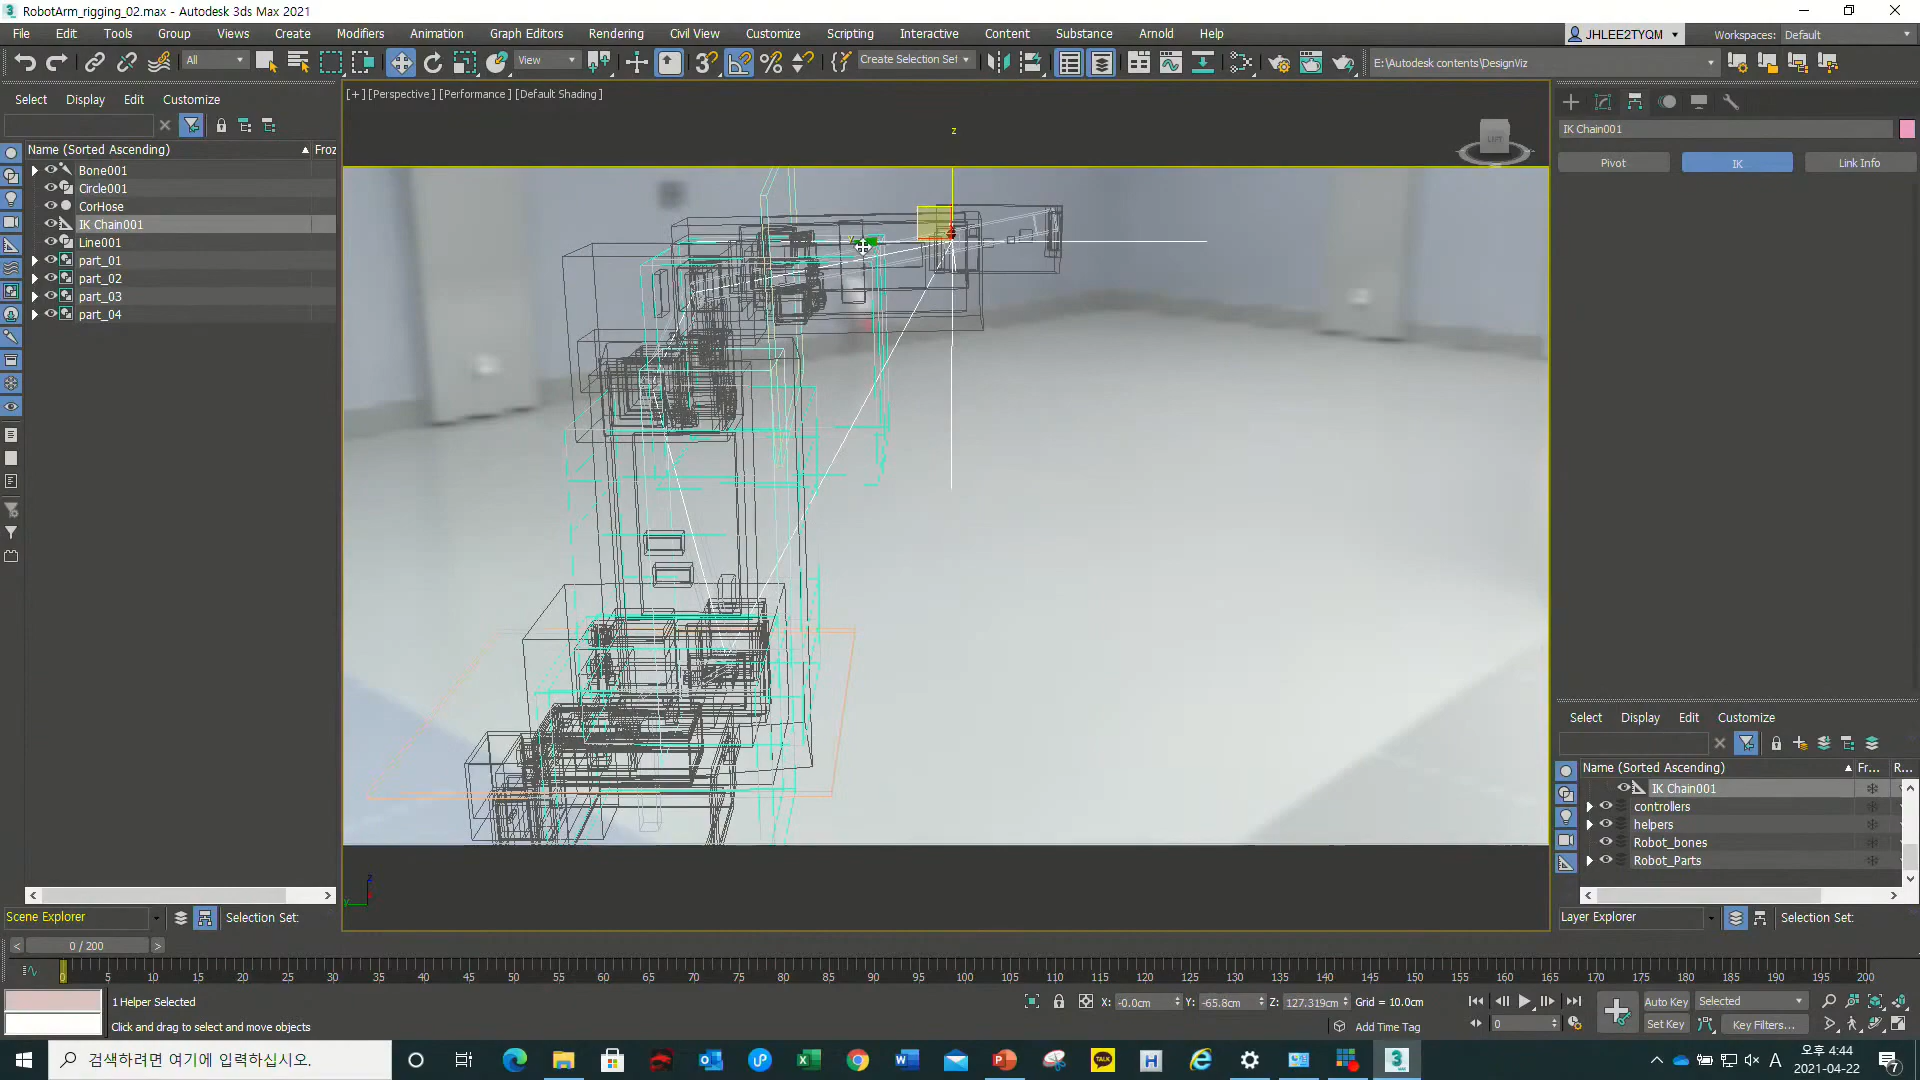 RobotArm_rigging_02.max - Autodesk 3ds Max 2021
File Edit Tools Group Views Create Modifiers Animation Graph Editors Rendering Civil View Customize Scripting Interactive Content Substance Arnold Help
JHLEE2TYQM
Workspaces: Default
All
View
Create Selection Set
E:\Autodesk contents\DesignViz
Select Display Edit Customize
Name (Sorted Ascending)
Froz
Bone001
Circle001
CorHose
IK Chain001
Line001
part_01
part_02
part_03
part_04
[+] [Perspective] [Performance] [Default Shading]
z
IK Chain001
Pivot IK Link Info
Select Display Edit Customize
Name (Sorted Ascending) Fr... R...
IK Chain001
controllers
helpers
Robot_bones
Robot_Parts
Scene Explorer
Selection Set:
Layer Explorer
Selection Set:
0 / 200
0 5 10 15 20 25 30 35 40 45 50 55 60 65 70 75 80 85 90 95 100 105 110 115 120 125 130 135 140 145 150 155 160 165 170 175 180 185 190 195 200
1 Helper Selected
X: -0.0cm Y: -65.8cm Z: 127.319cm Grid = 10.0cm
Auto Key
Selected
Click and drag to select and move objects
Add Time Tag
0
Set Key
Key Filters...
검색하려면 여기에 입력하십시오.
A
오후 4:44
2021-04-22
7